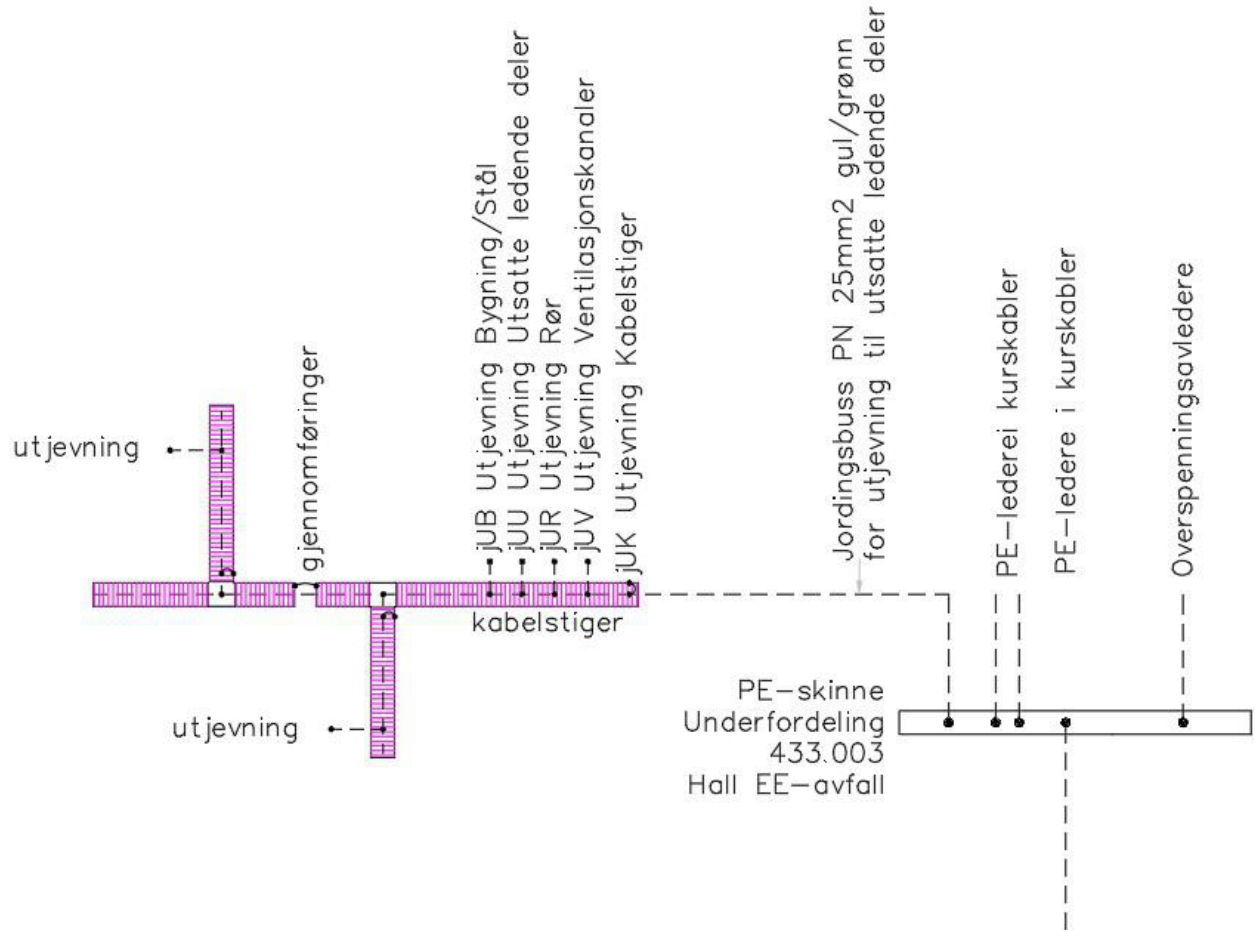 utjevning
gjennomføringer
jUB Utjevning Bygning/Stål
jUU Utjevning Utsatte ledende deler
jUR Utjevning Rør
jUV Utjevning Ventilasjonskanaler
jUK Utjevning Kabelstiger
kabelstiger
utjevning
Jordingsbuss PN 25mm2 gul/grønn
for utjevning til utsatte ledende deler
PE-lederei kurskabler
PE-ledere i kurskabler
Overspenningsavledere
PE-skinne
Underfordeling
433.003
Hall EE-avfall